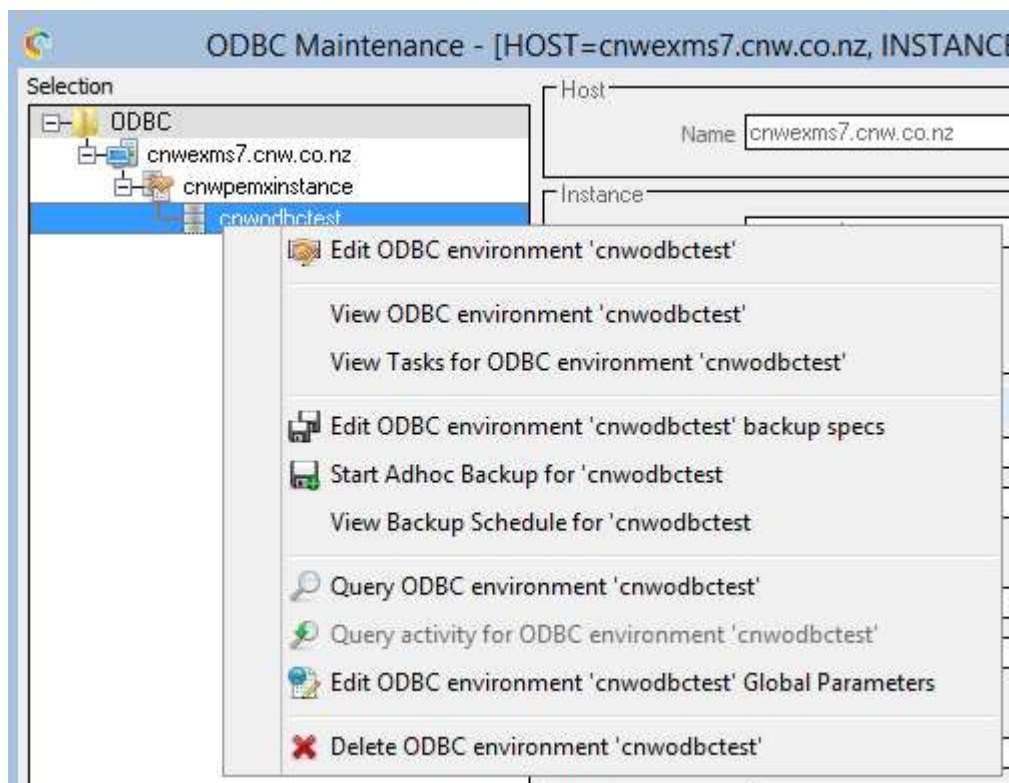 ODBC Maintenance - [HOST=cnwexms7.cnw.co.nz, INSTANCE
Selection
ODBC
cnwexms7.cnw.co.nz
cnwpemxinstance
cnwodbctest
Host
Name cnwexms7.cnw.co.nz
Instance
Edit ODBC environment 'cnwodbctest'
View ODBC environment 'cnwodbctest'
View Tasks for ODBC environment 'cnwodbctest'
Edit ODBC environment 'cnwodbctest' backup specs
Start Adhoc Backup for 'cnwodbctest
View Backup Schedule for 'cnwodbctest
Query ODBC environment 'cnwodbctest'
Query activity for ODBC environment 'cnwodbctest'
Edit ODBC environment 'cnwodbctest' Global Parameters
Delete ODBC environment 'cnwodbctest'